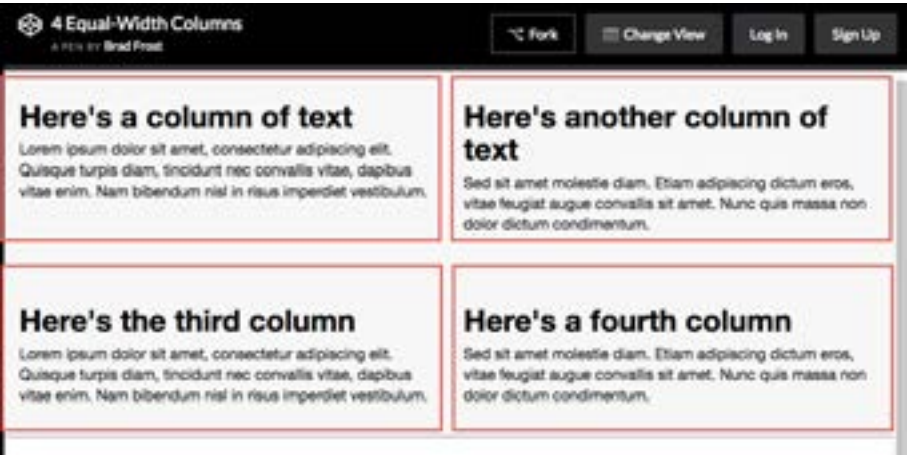 4 Equal-Width Columns
A PEN BY Brad Frost
Fork
Change View
Log In
Sign Up
Here's a column of text
Lorem ipsum dolor sit amet, consectetur adipiscing elit.
Quisque turpis diam, tincidunt nec convallis vitae, dapibus
vitae enim. Nam bibendum nisl in risus imperdiet vestibulum.
Here's another column of
text
Sed sit amet molestie diam. Etiam adipiscing dictum eros,
vitae feugiat augue convallis sit amet. Nunc quis massa non
dolor dictum condimentum.
Here's the third column
Lorem ipsum dolor sit amet, consectetur adipiscing elit.
Quisque turpis diam, tincidunt nec convallis vitae, dapibus
vitae enim. Nam bibendum nisl in risus imperdiet vestibulum.
Here's a fourth column
Sed sit amet molestie diam. Etiam adipiscing dictum eros,
vitae feugiat augue convallis sit amet. Nunc quis massa non
dolor dictum condimentum.